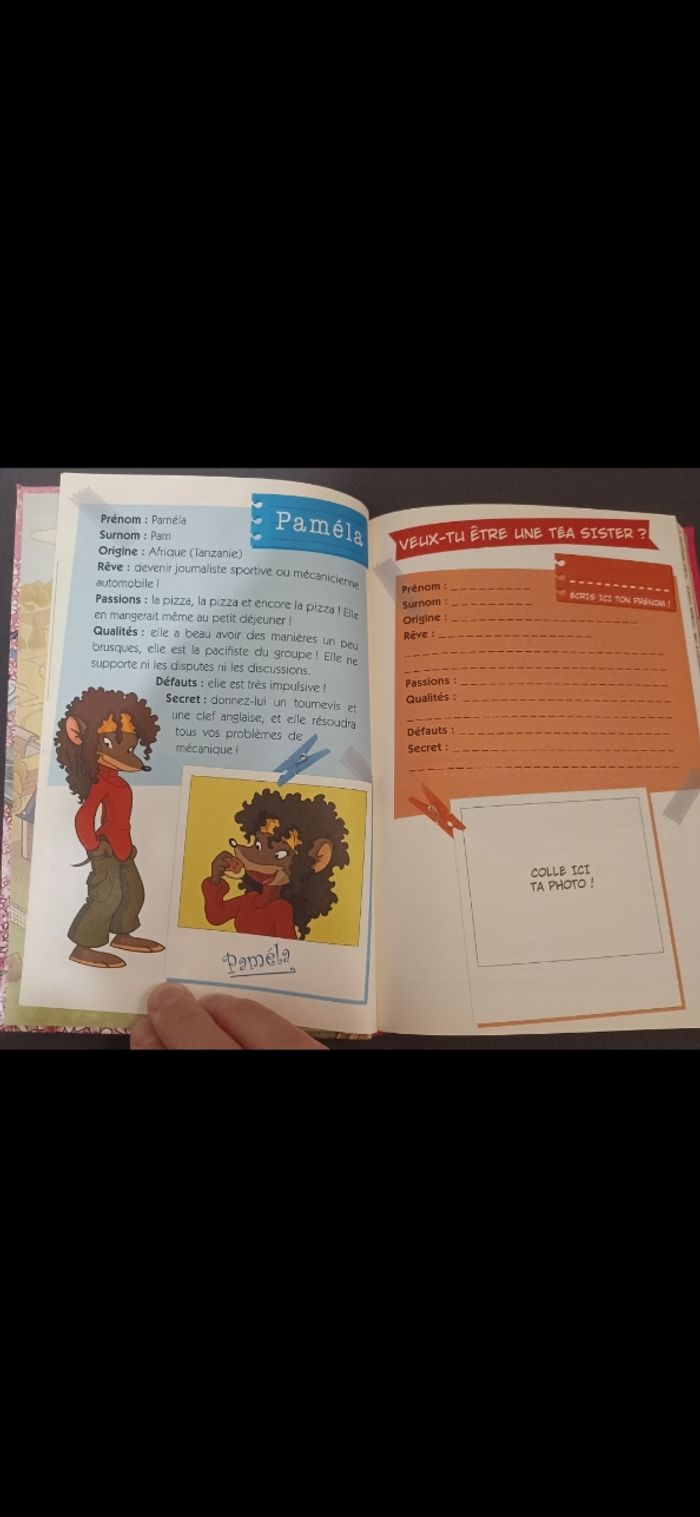 Paméla
Prénom : Paméla
Surnom : Pam
Origine : Afrique (Tanzanie)
Rêve : devenir journaliste sportive ou mécanicienne
automobile !
Passions : la pizza, la pizza et encore la pizza ! Elle
en mangerait même au petit déjeuner !
Qualités : elle a beau avoir des manières un peu
brusques, elle est la pacifiste du groupe ! Elle ne
supporte ni les disputes ni les discussions.
Défauts : elle est très impulsive !
Secret : donnez-lui un tournevis et
une clef anglaise, et elle résoudra
tous vos problèmes de
mécanique !
Paméla
VEUX-TU ÊTRE UNE TÉA SISTER ?
ÉCRIS ICI TON PRÉNOM !
Prénom :
Surnom :
Origine :
Rêve :
Passions :
Qualités :
Défauts :
Secret :
COLLE ICI
TA PHOTO !